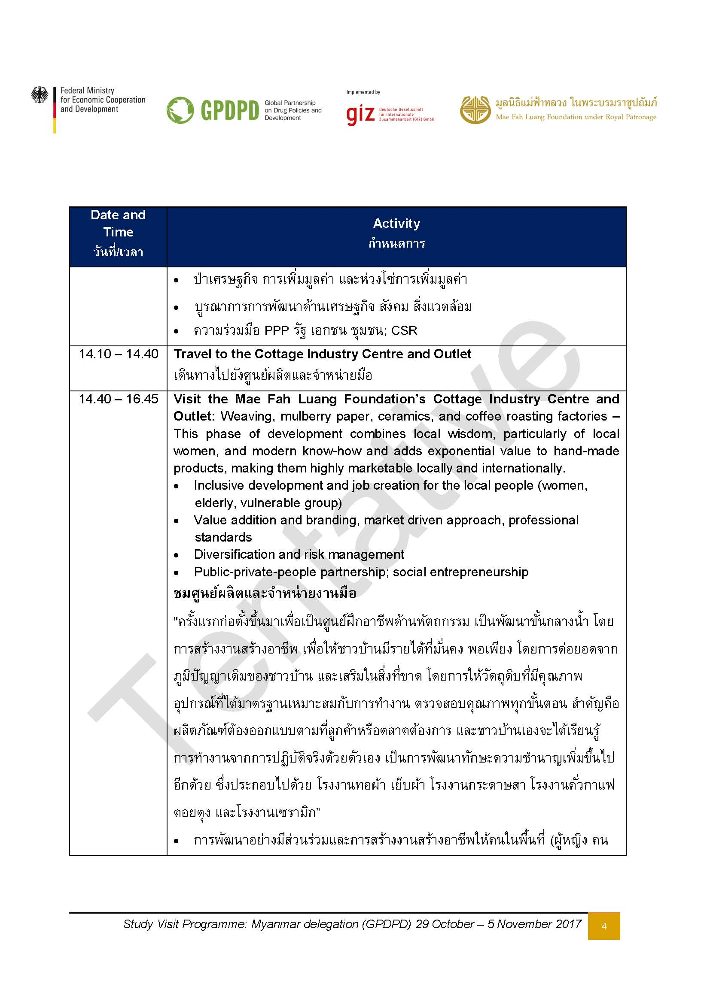 Federal Ministry
for Economic Cooperation
and Development
GPDPD
Global Partnership
on Drug Policies and
Development
Implemented by
giz
Deutsche Gesellschaft
für Internationale
Zusammenarbeit (GIZ) GmbH
มูลนิธิแม่ฟ้าหลวง ในพระบรมราชูปถัมภ์
Mae Fah Luang Foundation under Royal Patronage
Date and
Time
วันที่/เวลา
Activity
กำหนดการ
• ป่าเศรษฐกิจ การเพิ่มมูลค่า และห่วงโซ่การเพิ่มมูลค่า
• บูรณาการการพัฒนาด้านเศรษฐกิจ สังคม สิ่งแวดล้อม
• ความร่วมมือ PPP รัฐ เอกชน ชุมชน; CSR
14.10 – 14.40
Travel to the Cottage Industry Centre and Outlet
เดินทางไปยังศูนย์ผลิตและจำหน่ายมือ
14.40 – 16.45
Visit the Mae Fah Luang Foundation’s Cottage Industry Centre and
Outlet: Weaving, mulberry paper, ceramics, and coffee roasting factories –
This phase of development combines local wisdom, particularly of local
women, and modern know-how and adds exponential value to hand-made
products, making them highly marketable locally and internationally.
• Inclusive development and job creation for the local people (women,
elderly, vulnerable group)
• Value addition and branding, market driven approach, professional
standards
• Diversification and risk management
• Public-private-people partnership; social entrepreneurship
ชมศูนย์ผลิตและจำหน่ายงานมือ
"ครั้งแรกก่อตั้งขึ้นมาเพื่อเป็นศูนย์ฝึกอาชีพด้านหัตถกรรม เป็นพัฒนาขั้นกลางน้ำ โดย
การสร้างงานสร้างอาชีพ เพื่อให้ชาวบ้านมีรายได้ที่มั่นคง พอเพียง โดยการต่อยอดจาก
ภูมิปัญญาเดิมของชาวบ้าน และเสริมในสิ่งที่ขาด โดยการให้วัตถุดิบที่มีคุณภาพ
อุปกรณ์ที่ได้มาตรฐานเหมาะสมกับการทำงาน ตรวจสอบคุณภาพทุกขั้นตอน สำคัญคือ
ผลิตภัณฑ์ต้องออกแบบตามที่ลูกค้าหรือตลาดต้องการ และชาวบ้านเองจะได้เรียนรู้
การทำงานจากการปฏิบัติจริงด้วยตัวเอง เป็นการพัฒนาทักษะความชำนาญเพิ่มขึ้นไป
อีกด้วย ซึ่งประกอบไปด้วย โรงงานทอผ้า เย็บผ้า โรงงานกระดาษสา โรงงานคั่วกาแฟ
ดอยตุง และโรงงานเซรามิก”
• การพัฒนาอย่างมีส่วนร่วมและการสร้างงานสร้างอาชีพให้คนในพื้นที่ (ผู้หญิง คน
Tentative
Study Visit Programme: Myanmar delegation (GPDPD) 29 October – 5 November 2017
4